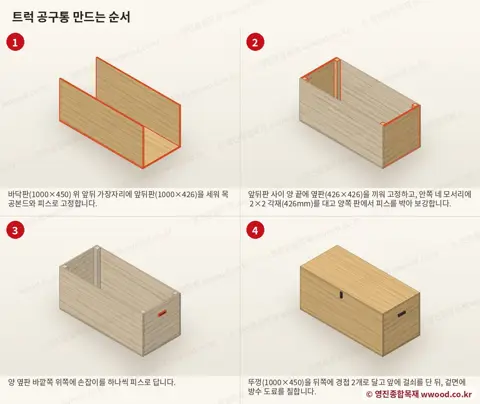 트럭 공구통 만드는 순서
1
2
바닥판(1000×450) 위 앞뒤 가장자리에 앞뒤판(1000×426)을 세워 목
공본드와 피스로 고정합니다.
앞뒤판 사이 양 끝에 옆판(426×426)을 끼워 고정하고, 안쪽 네 모서리에
2×2 각재(426mm)를 대고 양쪽 판에서 피스를 박아 보강합니다.
3
4
양 옆판 바깥쪽 위쪽에 손잡이를 하나씩 피스로 답니다.
뚜껑(1000×450)을 뒤쪽에 경첩 2개로 달고 앞에 걸쇠를 단 뒤, 겉면에
방수 도료를 칠합니다.
© 영진종합목재 wwood.co.kr